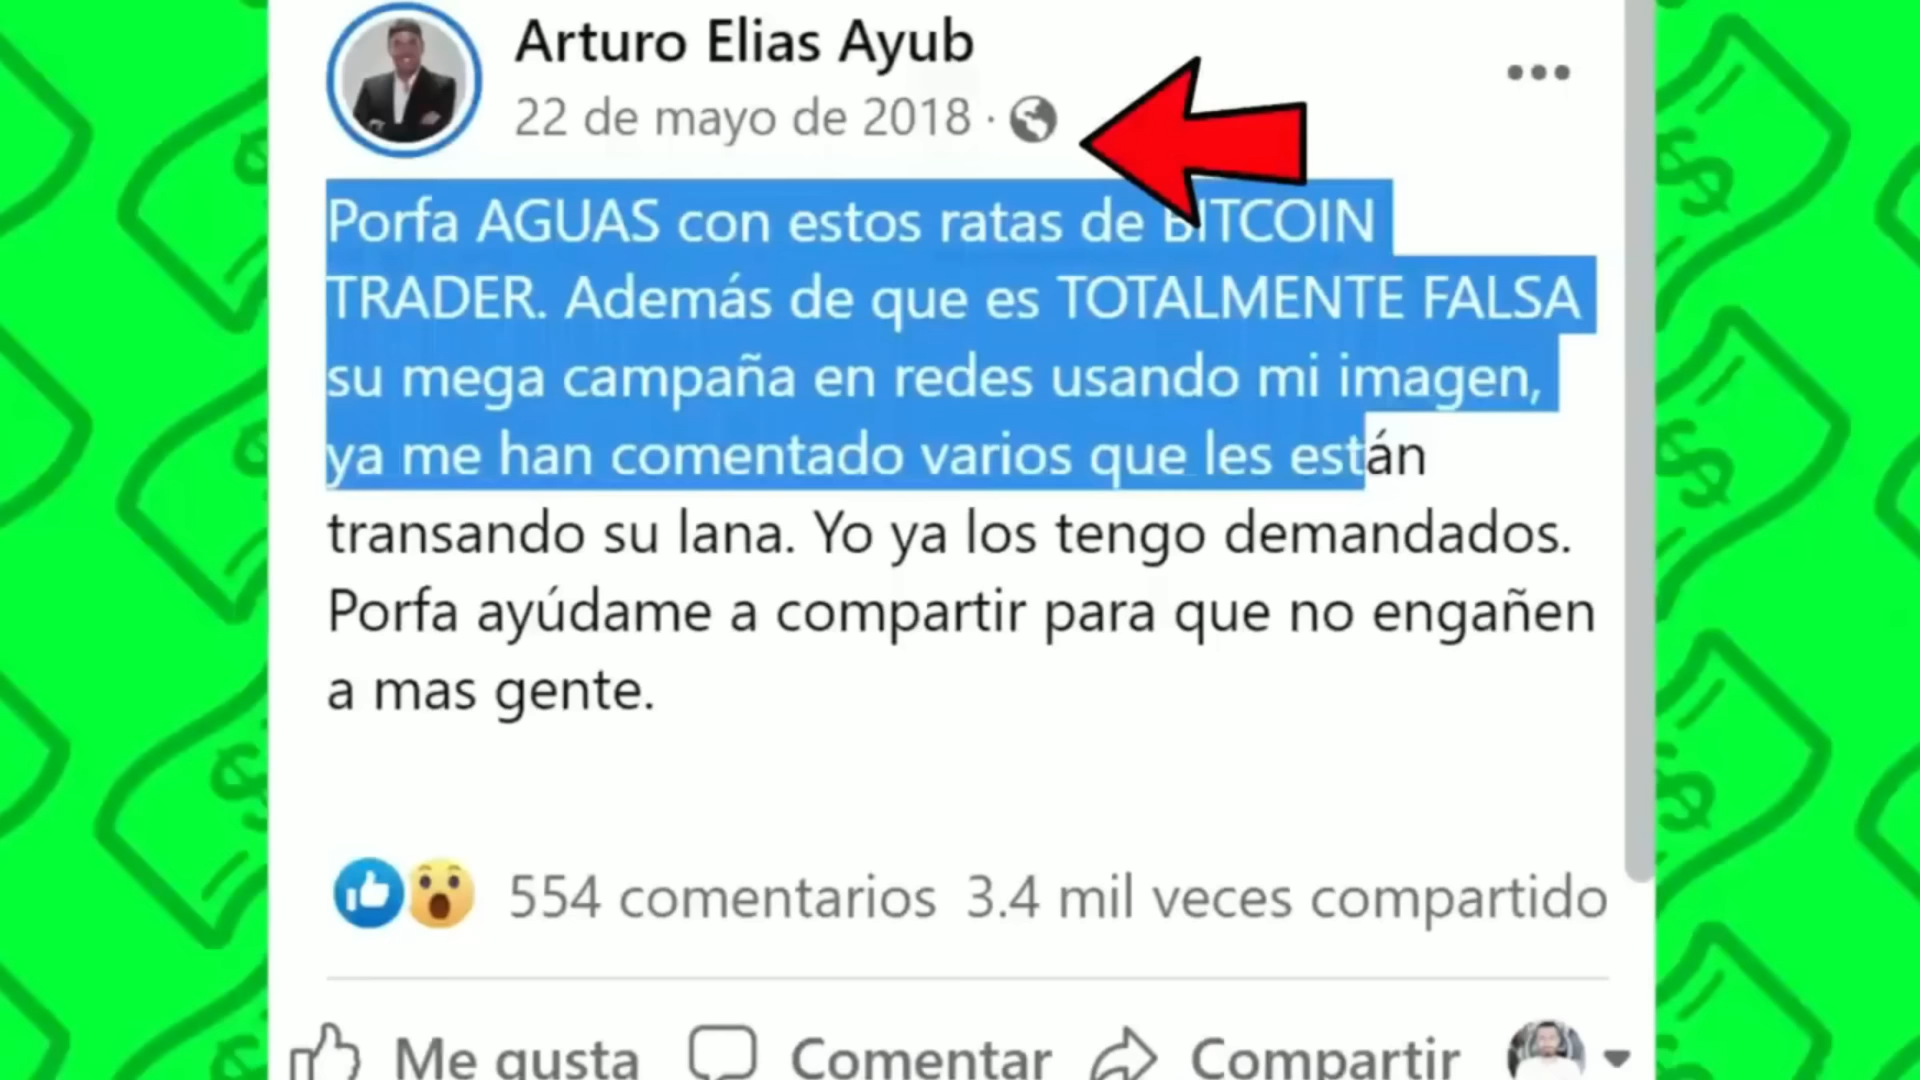 Arturo Elias Ayub
22 de mayo de 2018 ·
Porfa AGUAS con estos ratas de BITCOIN
TRADER. Además de que es TOTALMENTE FALSA
su mega campaña en redes usando mi imagen,
ya me han comentado varios que les están
transando su lana. Yo ya los tengo demandados.
Porfa ayúdame a compartir para que no engañen
a mas gente.
554 comentarios 3.4 mil veces compartido
Me gusta Comentar Compartir